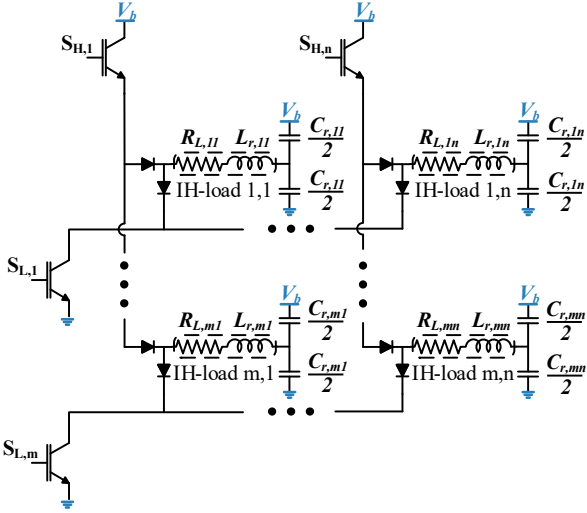 V_b V_b
S_H,1 S_H,n
V_b V_b
R_L,11 L_r,11 C_r,11/2 R_L,1n L_r,1n C_r,1n/2
IH-load 1,1 C_r,11/2 IH-load 1,n C_r,1n/2
S_L,1
V_b V_b
R_L,m1 L_r,m1 C_r,m1/2 R_L,mn L_r,mn C_r,mn/2
IH-load m,1 C_r,m1/2 IH-load m,n C_r,mn/2
S_L,m